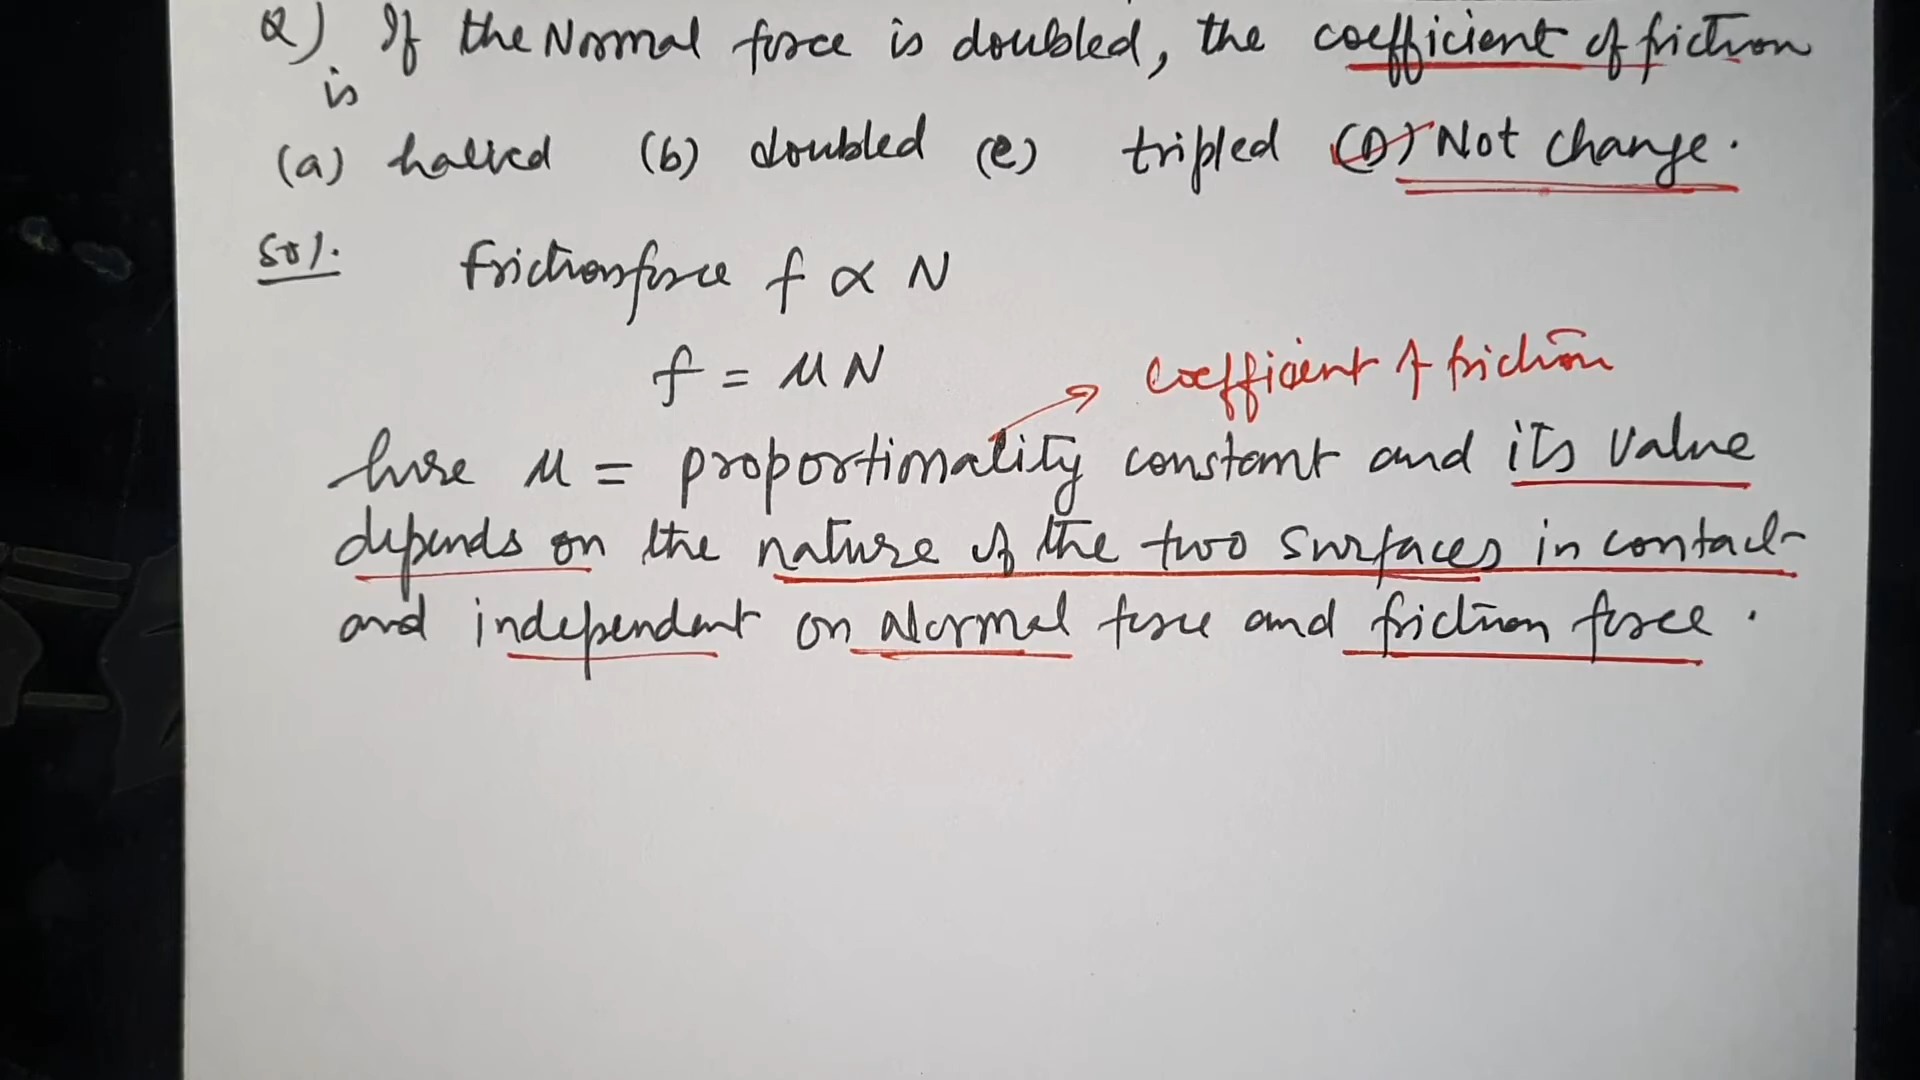 Q) If the Normal force is doubled, the coefficient of friction
is
(a) halved (b) doubled (c) tripled (D) Not change.
Sol.
Friction force f ∝ N
f = μN
coefficient of friction
here μ = proportionality constant and its value
depends on the nature of the two surfaces in contact
and independent on Normal force and friction force.